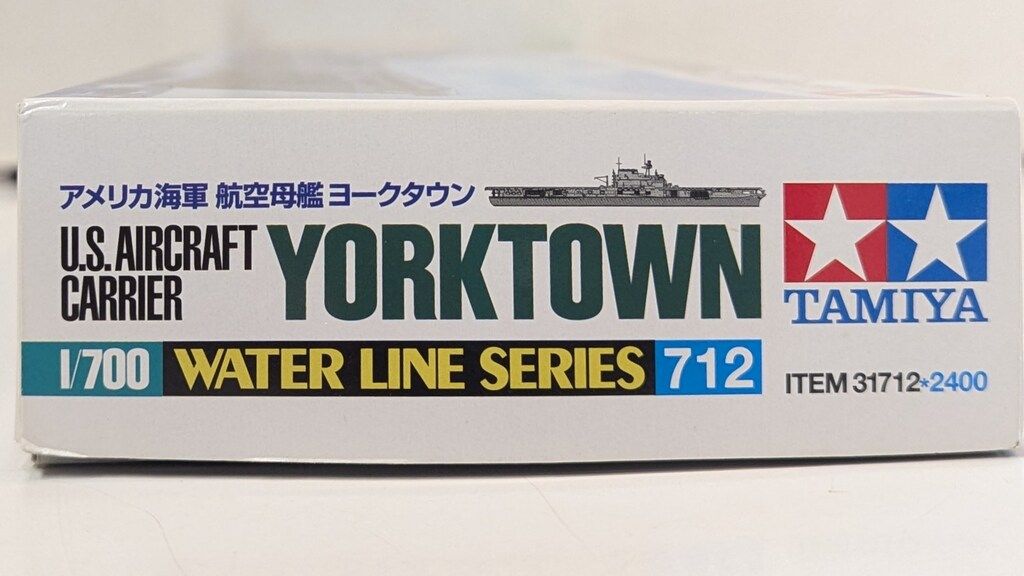 アメリカ海軍 航空母艦 ヨークタウン
U.S. AIRCRAFT
CARRIER
YORKTOWN
TAMIYA
1/700 WATER LINE SERIES 712
ITEM 31712*2400